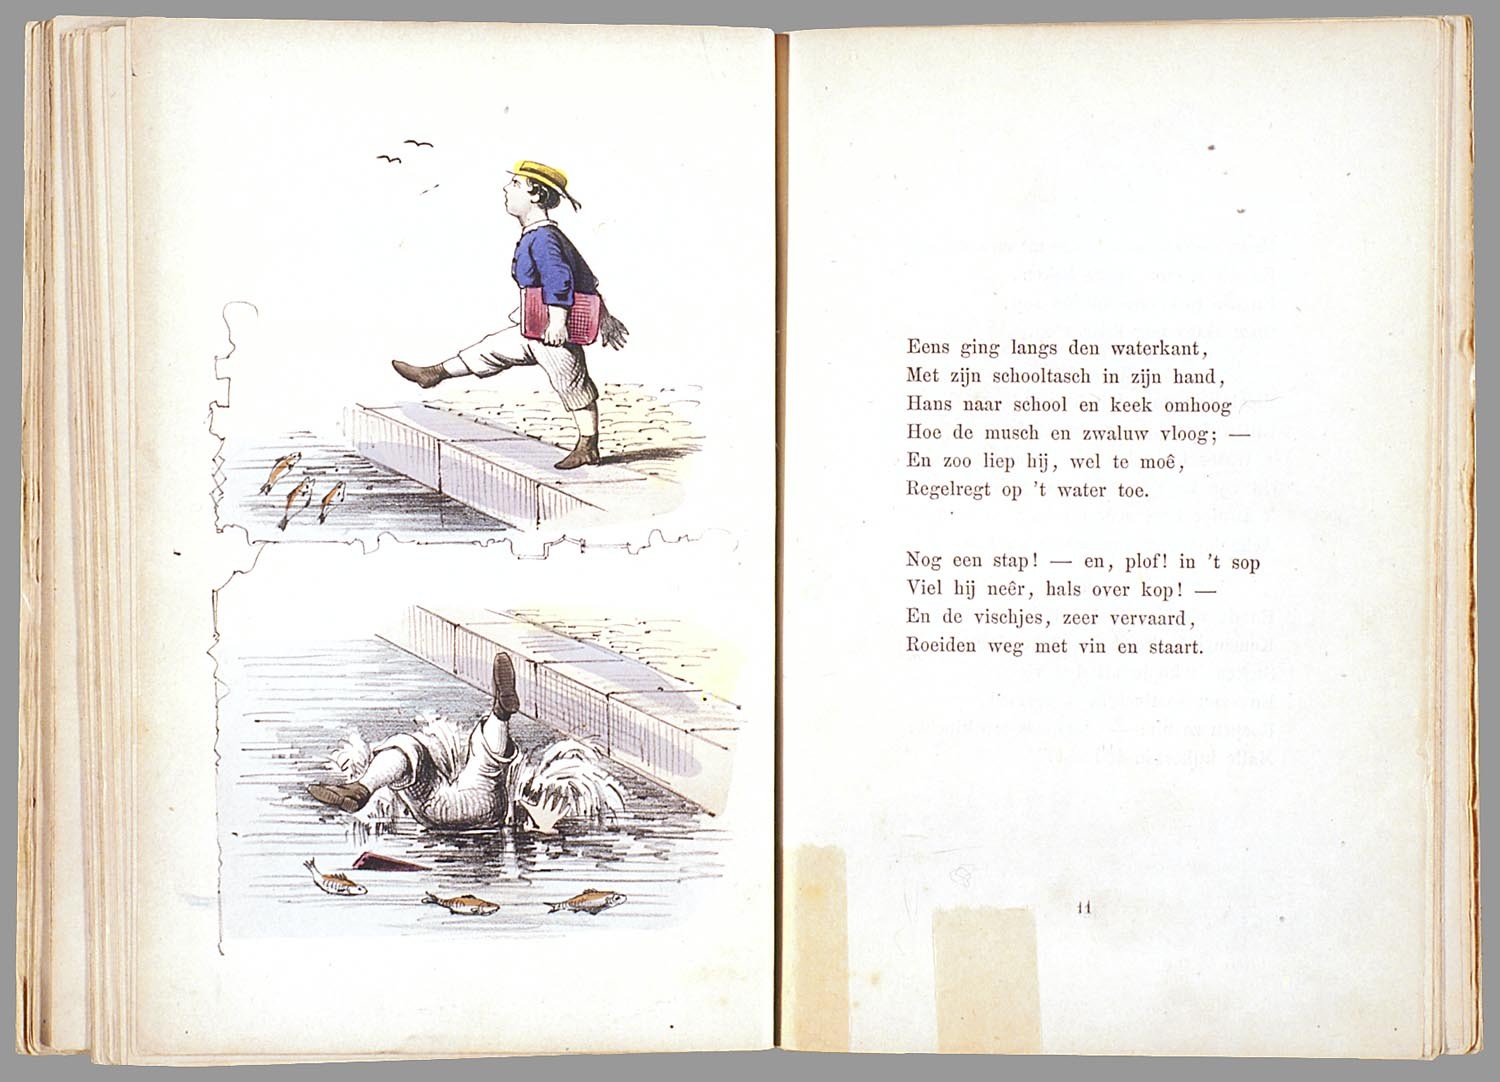 Eens ging langs den waterkant,
Met zijn schooltasch in zijn hand,
Hans naar school en keek omhoog
Hoe de musch en zwaluw vloog; —
En zoo liep hij, wel te moê,
Regelregt op 't water toe.
Nog een stap! — en, plof! in 't sop
Viel hij neêr, hals over kop! —
En de vischjes, zeer vervaard,
Roeiden weg met vin en staart.
11